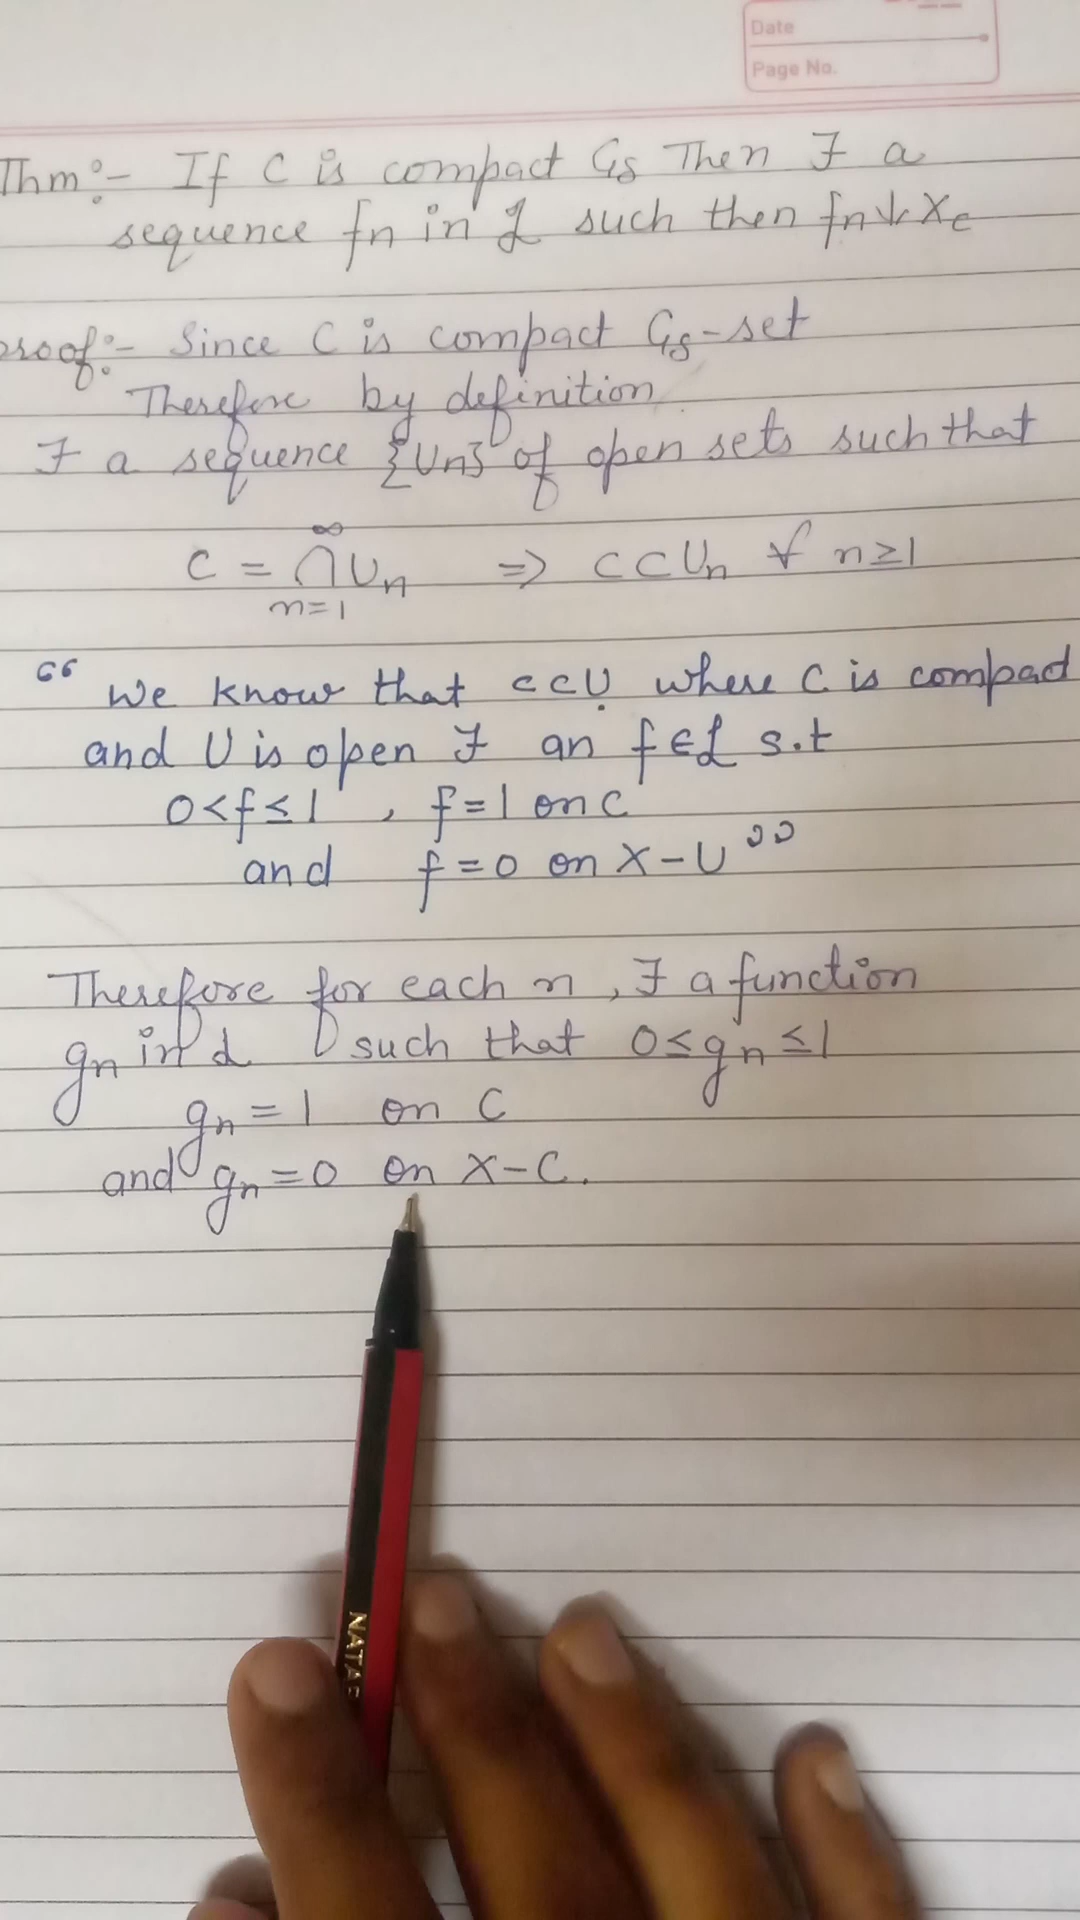 Date
Page No.
Thm:- If C is compact Gδ Then ∃ a
sequence fn in ℒ such then fn↓χc
proof:- Since C is compact Gδ-set
Therefore by definition
∃ a sequence {Un} of open sets such that
C = ∞∩n=1 Un ⇒ C⊂Un ∀ n≥1
“ We know that C⊂U where C is compact
and U is open ∃ an f∈ℒ s.t
0<f≤1 , f=1 on C
and f=0 on X-U ”
Therefore for each n, ∃ a function
gn in ℒ such that 0≤gn≤1
gn=1 on C
and gn=0 on X-C.
NATA